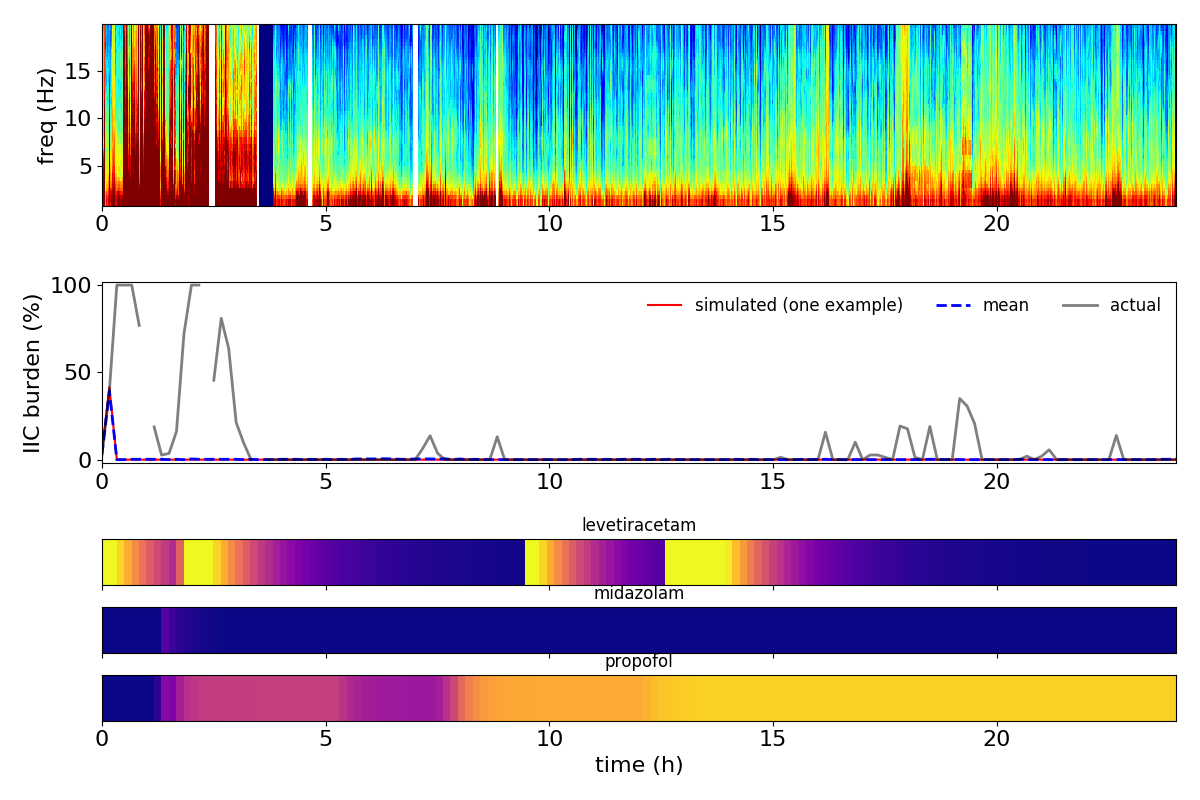 freq (Hz)
15
10
5
0 5 10 15 20
IIC burden (%)
100
50
0
simulated (one example) mean actual
0 5 10 15 20
levetiracetam
midazolam
propofol
0 5 10 15 20
time (h)